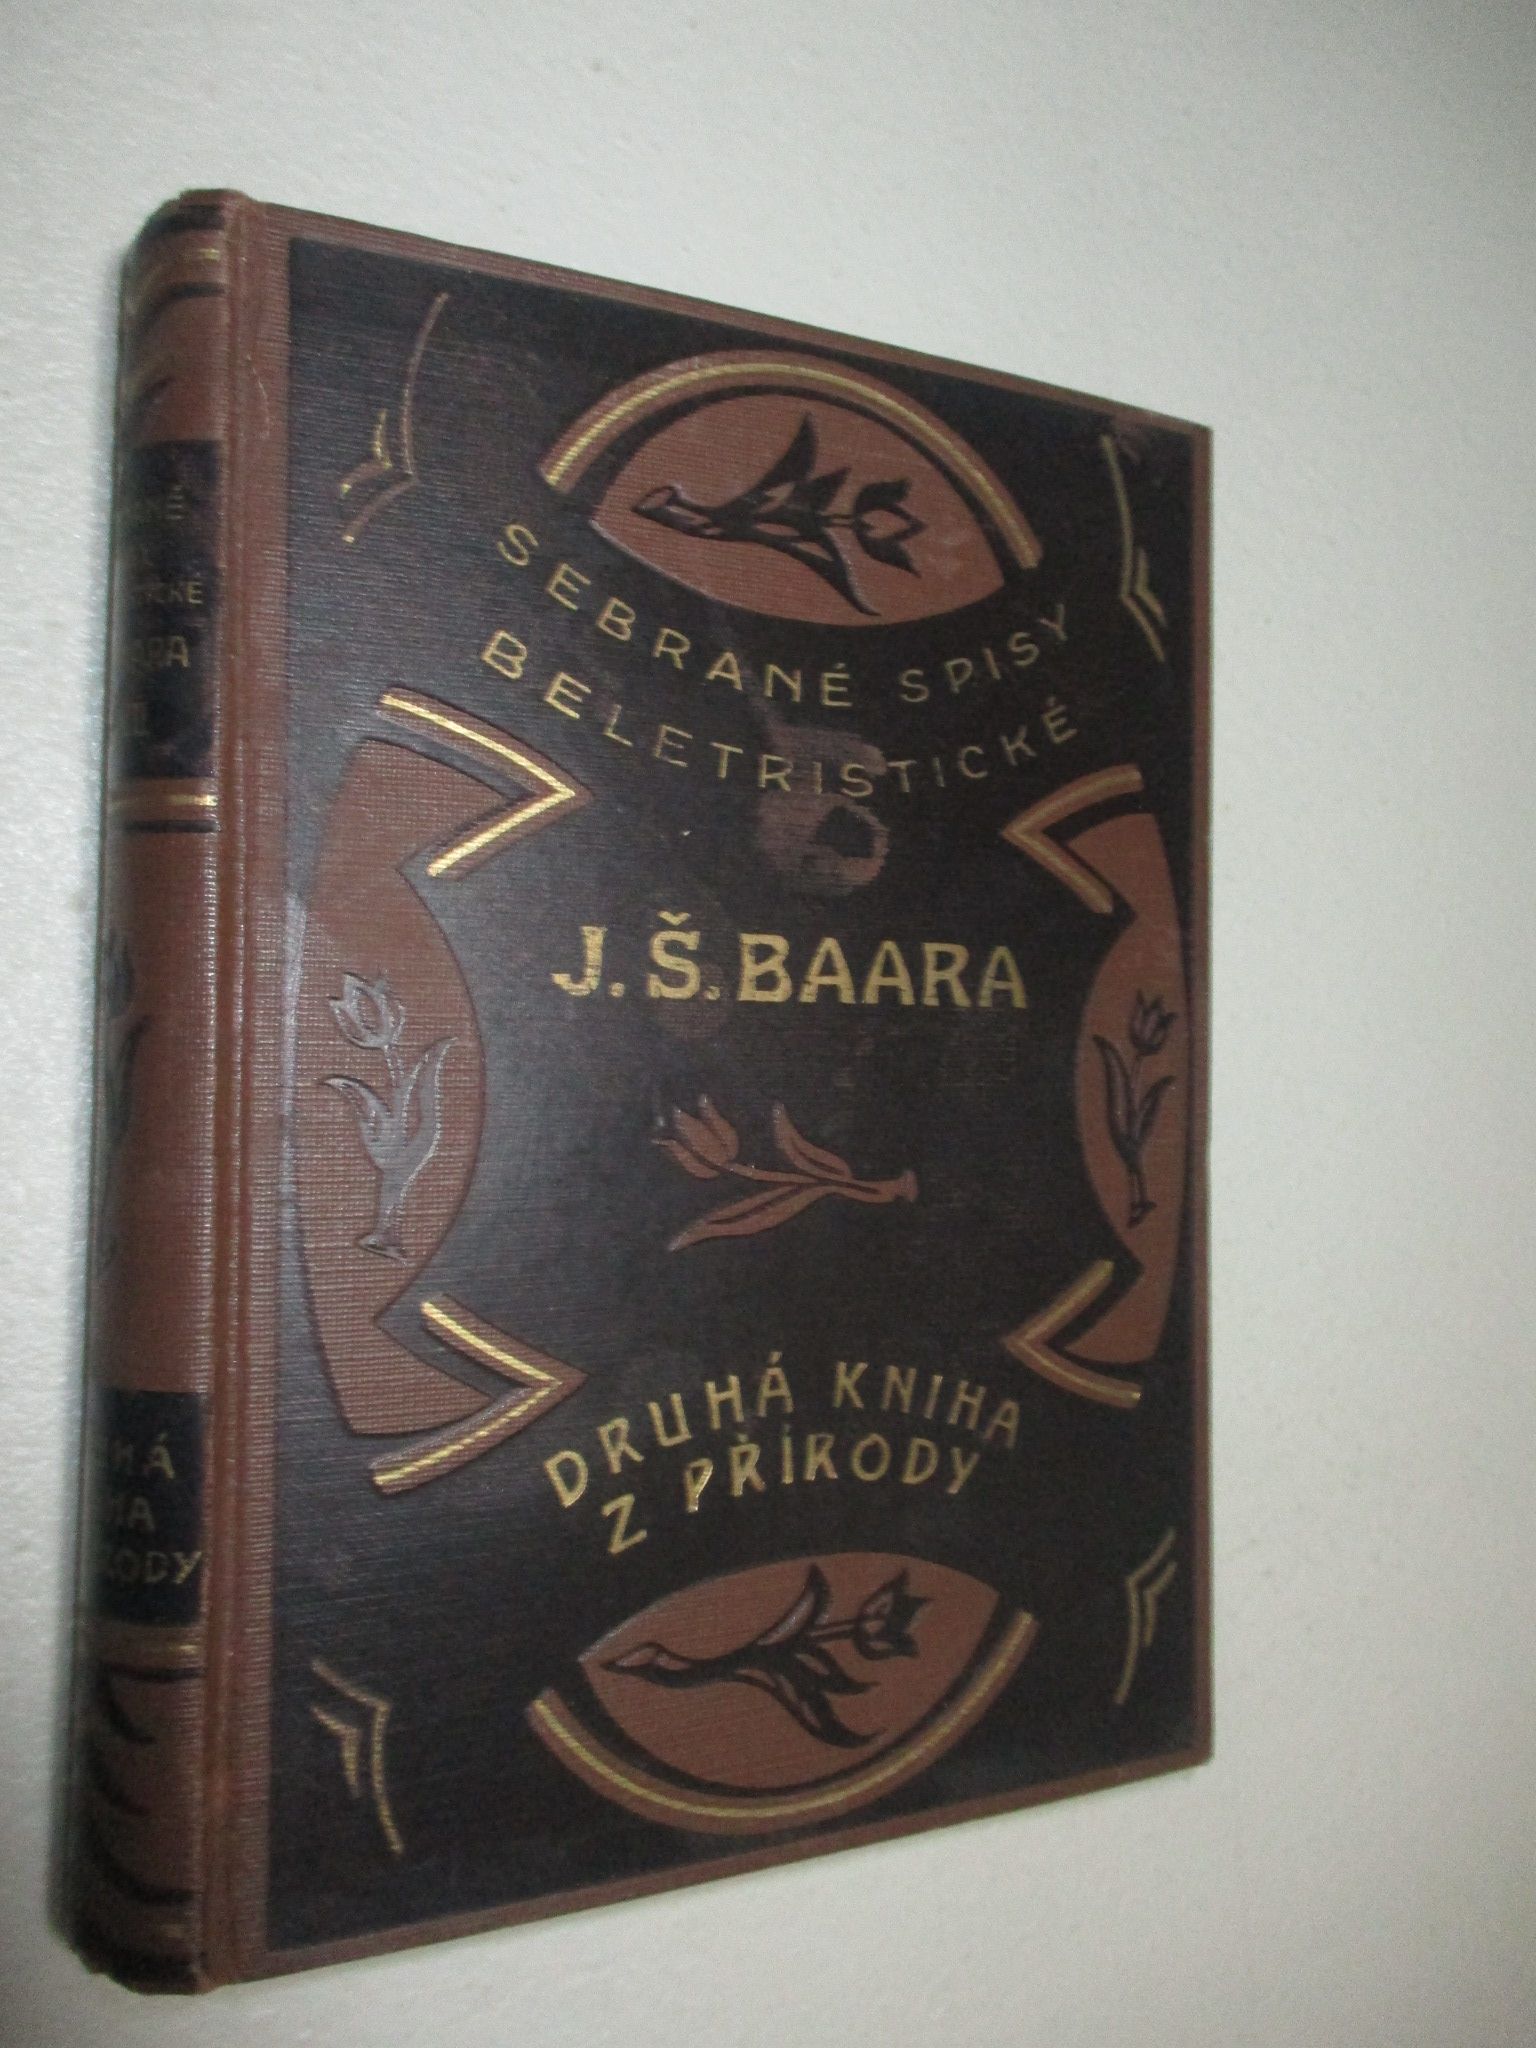 SEBRANÉ SPISY
BELETRISTICKÉ
J. Š. BAARA
DRUHÁ KNIHA
Z PŘÍRODY